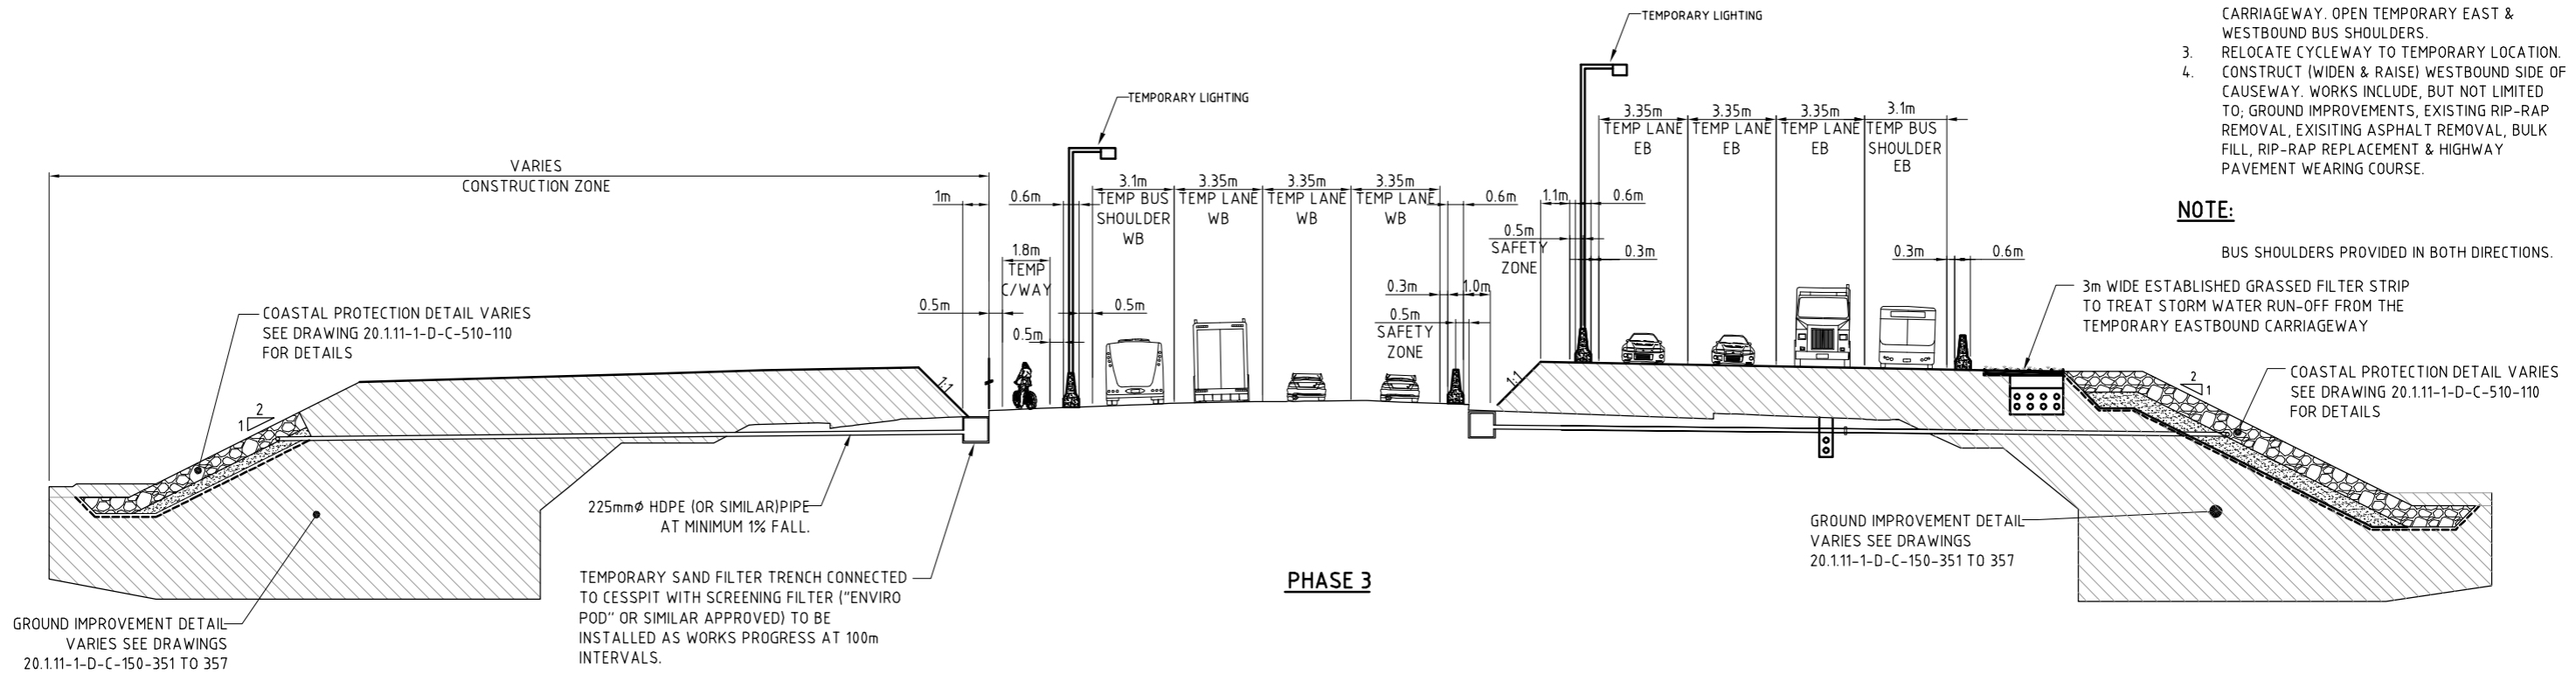 TEMPORARY LIGHTING
TEMPORARY LIGHTING
CARRIAGEWAY. OPEN TEMPORARY EAST &
WESTBOUND BUS SHOULDERS.
3. RELOCATE CYCLEWAY TO TEMPORARY LOCATION.
4. CONSTRUCT (WIDEN & RAISE) WESTBOUND SIDE OF
CAUSEWAY. WORKS INCLUDE, BUT NOT LIMITED
TO; GROUND IMPROVEMENTS, EXISTING RIP-RAP
REMOVAL, EXISITING ASPHALT REMOVAL, BULK
FILL, RIP-RAP REPLACEMENT & HIGHWAY
PAVEMENT WEARING COURSE.
NOTE:
BUS SHOULDERS PROVIDED IN BOTH DIRECTIONS.
VARIES
CONSTRUCTION ZONE
1m
0.6m
3.1m
TEMP BUS
SHOULDER
WB
3.35m
TEMP LANE
WB
3.35m
TEMP LANE
WB
3.35m
TEMP LANE
WB
0.6m
1.8m
TEMP
C/WAY
0.5m
0.5m
0.5m
0.3m
1.0m
0.5m
SAFETY
ZONE
1:1
1.1m
0.6m
0.5m
SAFETY
ZONE
0.3m
3.35m
TEMP LANE
EB
3.35m
TEMP LANE
EB
3.35m
TEMP LANE
EB
3.1m
TEMP BUS
SHOULDER
EB
0.3m
0.6m
1:1
3m WIDE ESTABLISHED GRASSED FILTER STRIP
TO TREAT STORM WATER RUN-OFF FROM THE
TEMPORARY EASTBOUND CARRIAGEWAY
COASTAL PROTECTION DETAIL VARIES
SEE DRAWING 20.1.11-1-D-C-510-110
FOR DETAILS
2
1
COASTAL PROTECTION DETAIL VARIES
SEE DRAWING 20.1.11-1-D-C-510-110
FOR DETAILS
2
1
225mmØ HDPE (OR SIMILAR)PIPE
AT MINIMUM 1% FALL.
TEMPORARY SAND FILTER TRENCH CONNECTED
TO CESSPIT WITH SCREENING FILTER ("ENVIRO
POD" OR SIMILAR APPROVED) TO BE
INSTALLED AS WORKS PROGRESS AT 100m
INTERVALS.
GROUND IMPROVEMENT DETAIL
VARIES SEE DRAWINGS
20.1.11-1-D-C-150-351 TO 357
GROUND IMPROVEMENT DETAIL
VARIES SEE DRAWINGS
20.1.11-1-D-C-150-351 TO 357
PHASE 3